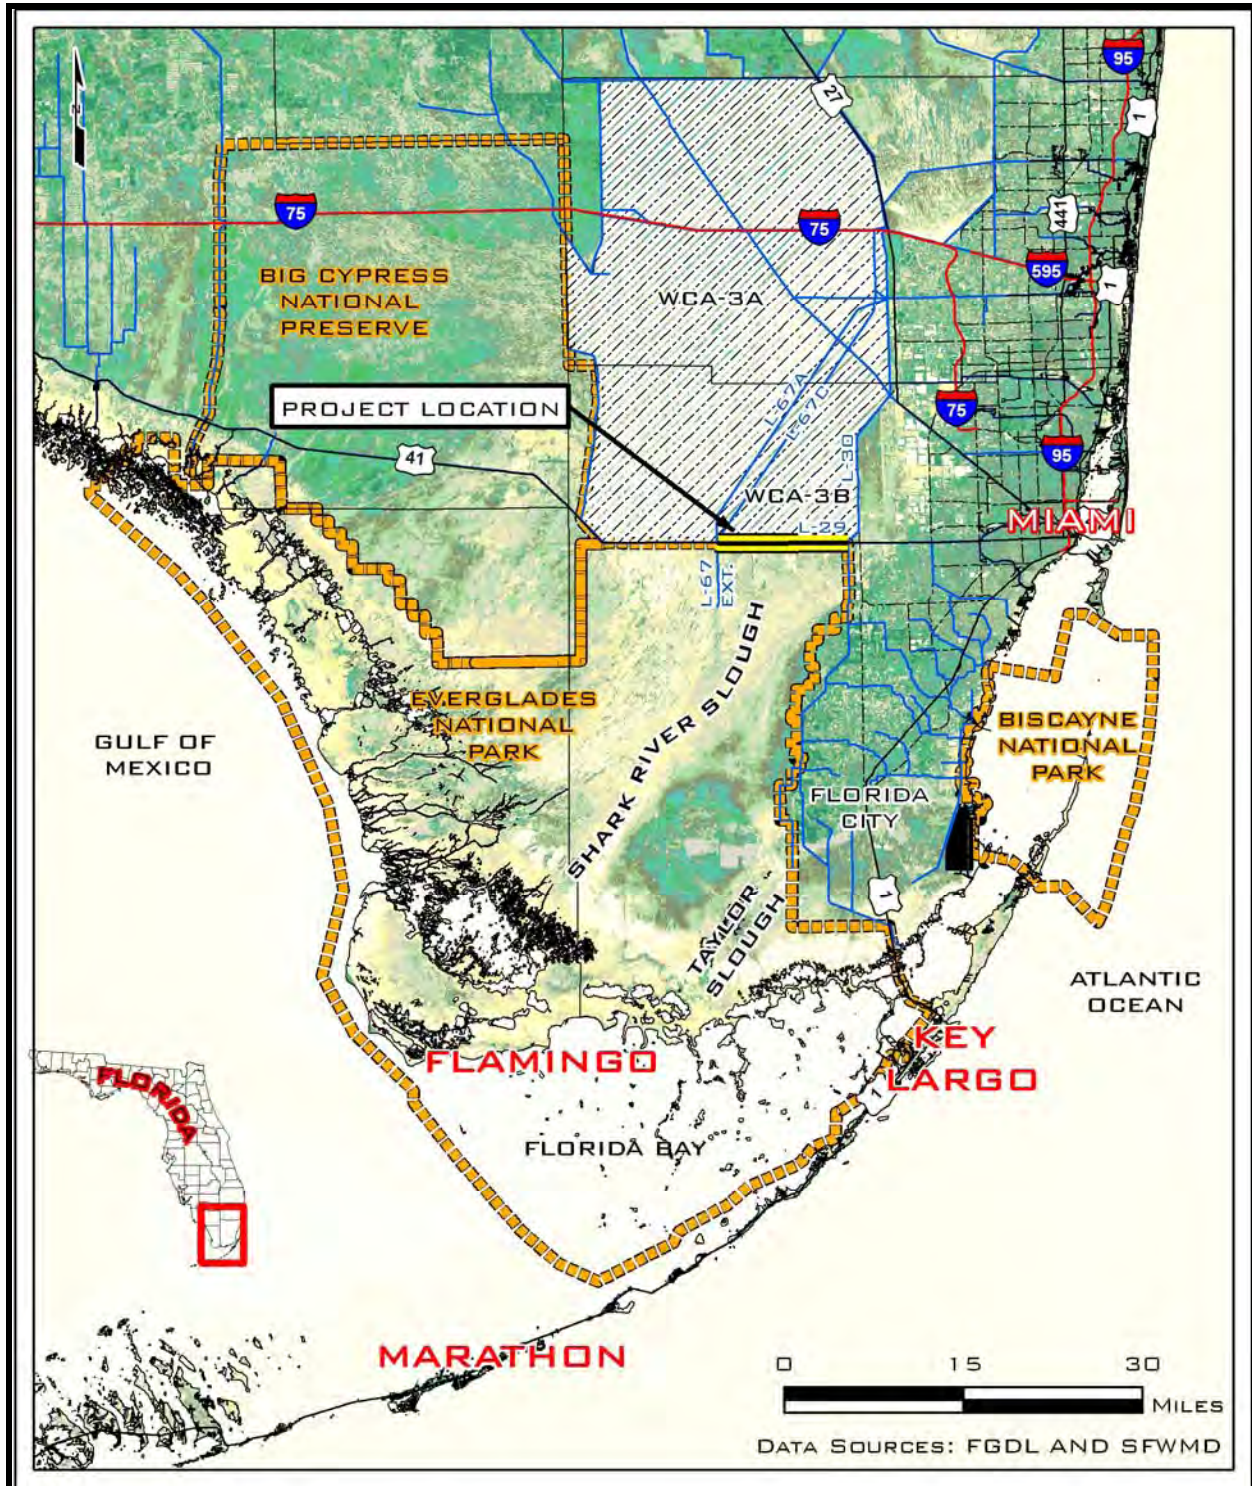 95
1
27
N
441
75
75
595
1
BIG CYPRESS
NATIONAL
PRESERVE
WCA-3A
L-67A
L-67C
PROJECT LOCATION
75
41
95
L-30
WCA-3B
L-29
MIAMI
L-67
EXT.
SHARK RIVER SLOUGH
EVERGLADES
NATIONAL
PARK
BISCAYNE
NATIONAL
PARK
GULF OF
MEXICO
FLORIDA
CITY
1
TAYLOR
SLOUGH
ATLANTIC
OCEAN
KEY
LARGO
FLAMINGO
1
FLORIDA
FLORIDA BAY
MARATHON
0 15 30
MILES
DATA SOURCES: FGDL AND SFWMD